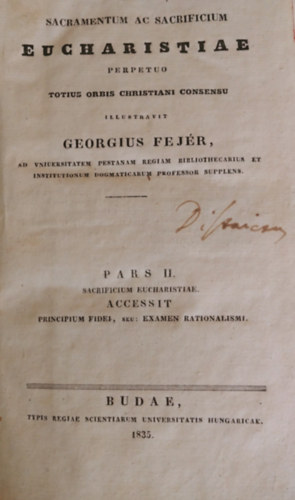 SACRAMENTUM AC SACRIFICIUM
EUCHARISTIAE
PERPETUO
TOTIUS ORBIS CHRISTIANI CONSENSU
ILLUSTRAVIT
GEORGIUS FEJÉR,
AD VNIVERSITATEM PESTANAM REGIAM BIBLIOTHECARIUS ET
INSTITUTIONUM DOGMATICARUM PROFESSOR SUPPLENS.
PARS II.
SACRIFICIUM EUCHARISTIAE.
ACCESSIT
PRINCIPIUM FIDEI, SEU: EXAMEN RATIONALISMI.
BUDAE,
TYPIS REGIAE SCIENTIARUM UNIVERSITATIS HUNGARICAE.
1835.